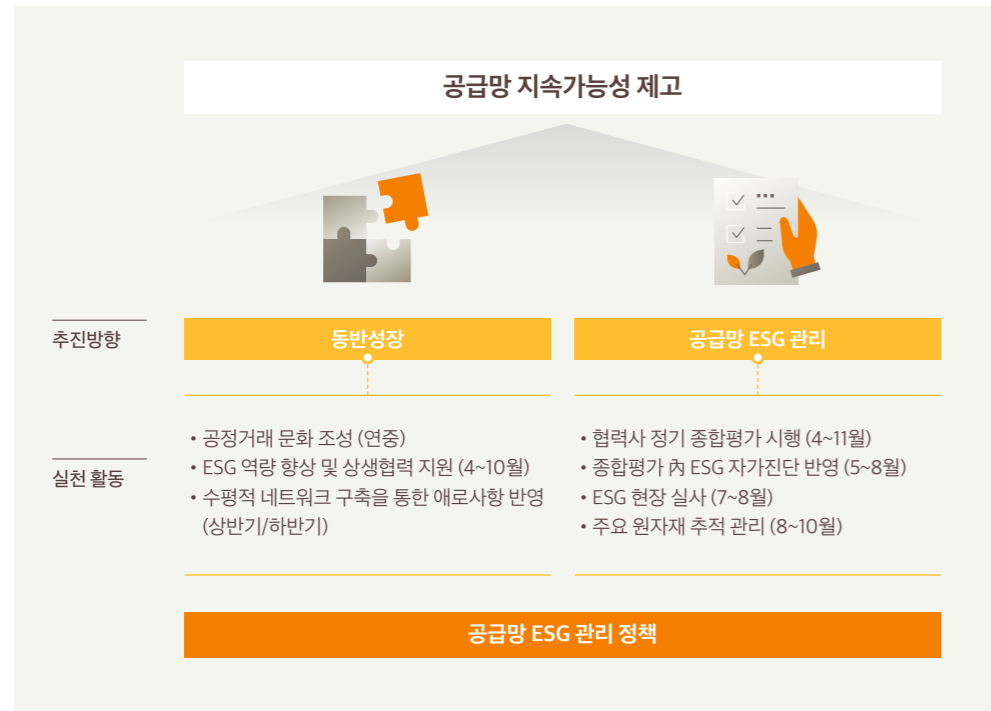 공급망 지속가능성 제고
추진방향
동반성장
공급망 ESG 관리
실천 활동
• 공정거래 문화 조성 (연중)
• ESG 역량 향상 및 상생협력 지원 (4~10월)
• 수평적 네트워크 구축을 통한 애로사항 반영
(상반기/하반기)
• 협력사 정기 종합평가 시행 (4~11월)
• 종합평가 內 ESG 자가진단 반영 (5~8월)
• ESG 현장 실사 (7~8월)
• 주요 원자재 추적 관리 (8~10월)
공급망 ESG 관리 정책